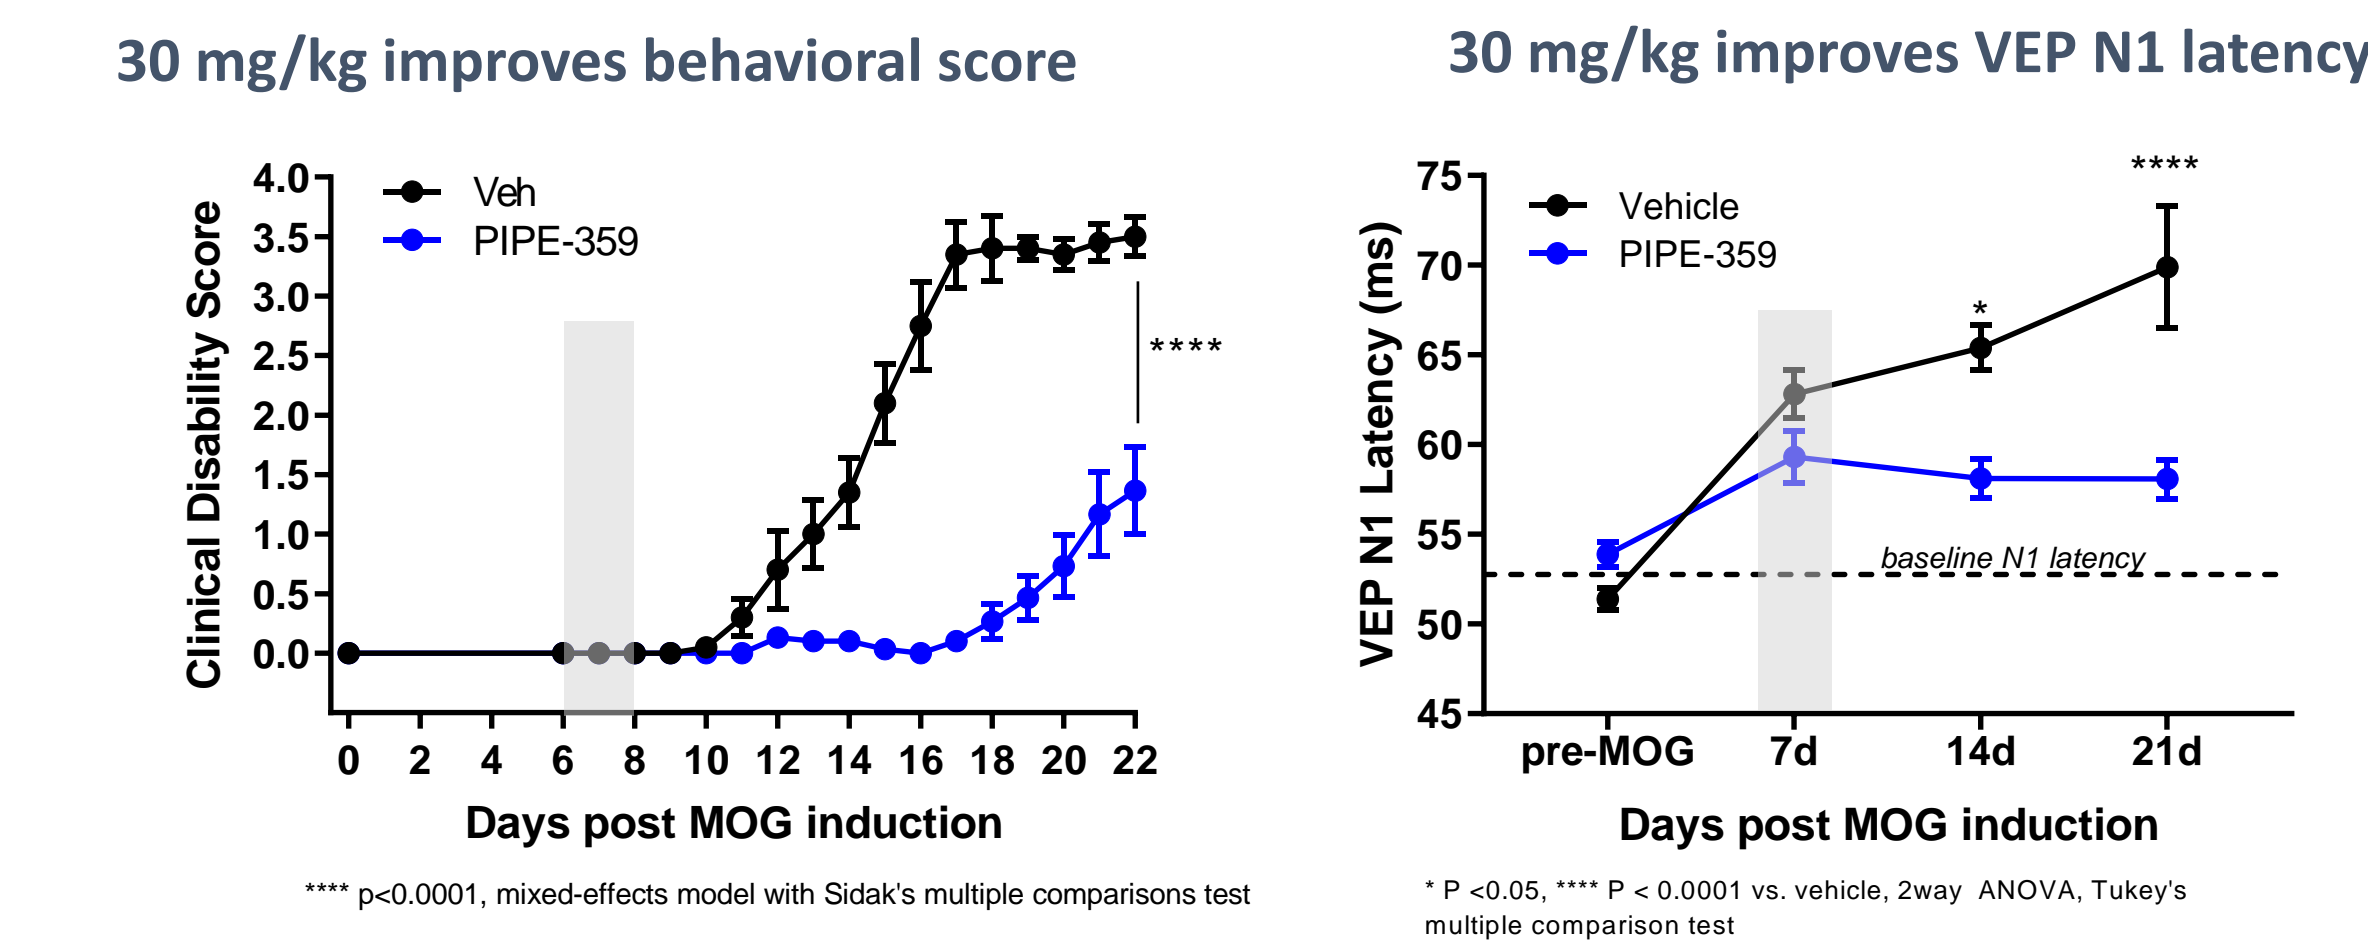 30 mg/kg improves behavioral score
4.0
3.5
3.0
2.5
2.0
1.5
1.0
0.5
0.0
Clinical Disability Score
Veh
PIPE-359
****
0 2 4 6 8 10 12 14 16 18 20 22
Days post MOG induction
**** p<0.0001, mixed-effects model with Sidak's multiple comparisons test
30 mg/kg improves VEP N1 latency
75
70
65
60
55
50
45
VEP N1 Latency (ms)
Vehicle
PIPE-359
*
****
baseline N1 latency
pre-MOG 7d 14d 21d
Days post MOG induction
* P <0.05, **** P < 0.0001 vs. vehicle, 2way ANOVA, Tukey's
multiple comparison test